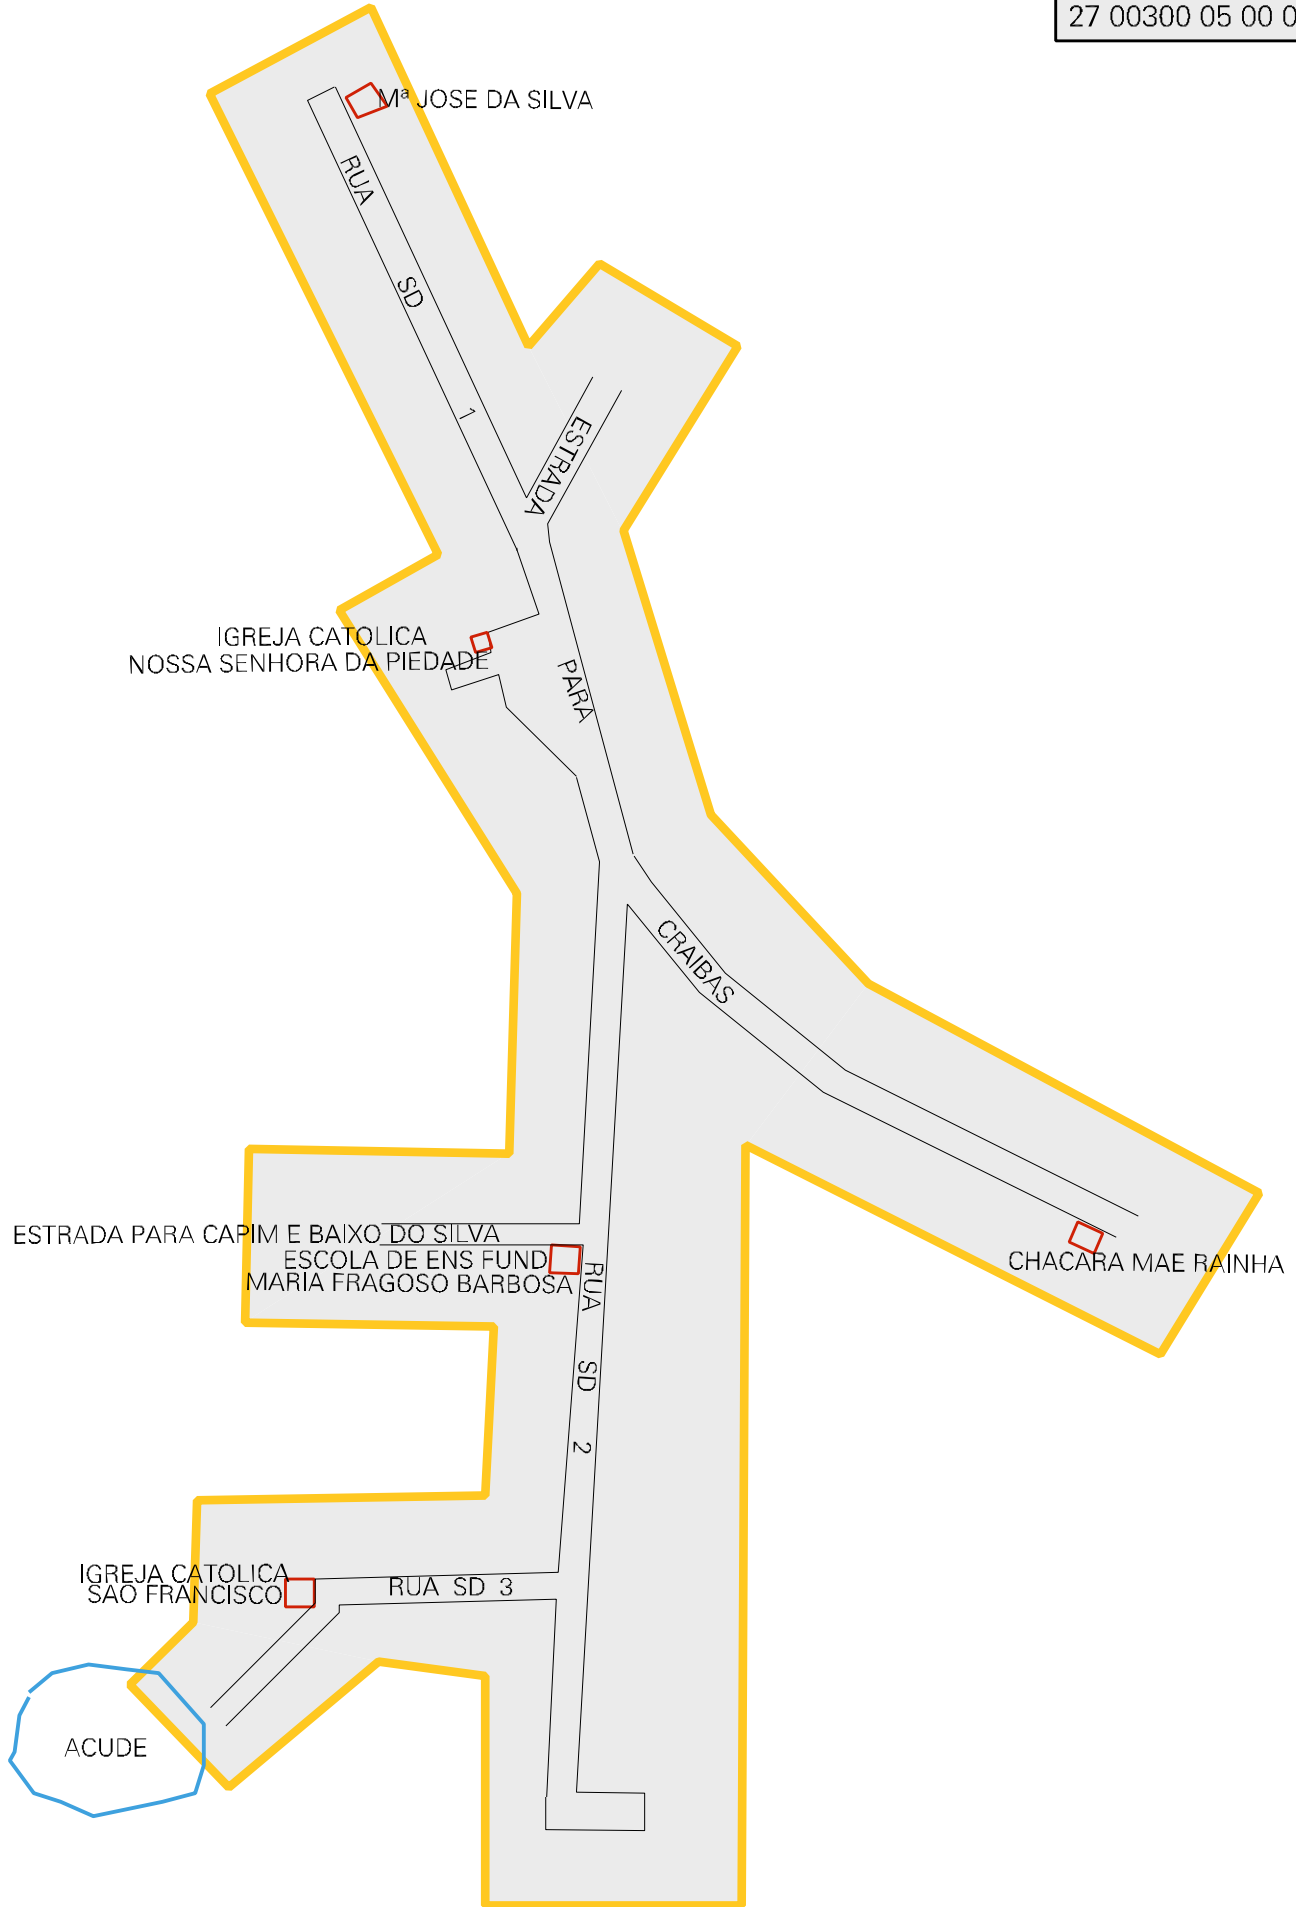 27 00300 05 00 0
Mª JOSE DA SILVA
RUA SD 1
ESTRADA PARA CRAIBAS
IGREJA CATOLICA
NOSSA SENHORA DA PIEDADE
ESTRADA PARA CAPIM E BAIXO DO SILVA
ESCOLA DE ENS FUND
MARIA FRAGOSO BARBOSA
CHACARA MAE RAINHA
RUA SD 2
IGREJA CATOLICA
SAO FRANCISCO
RUA SD 3
ACUDE